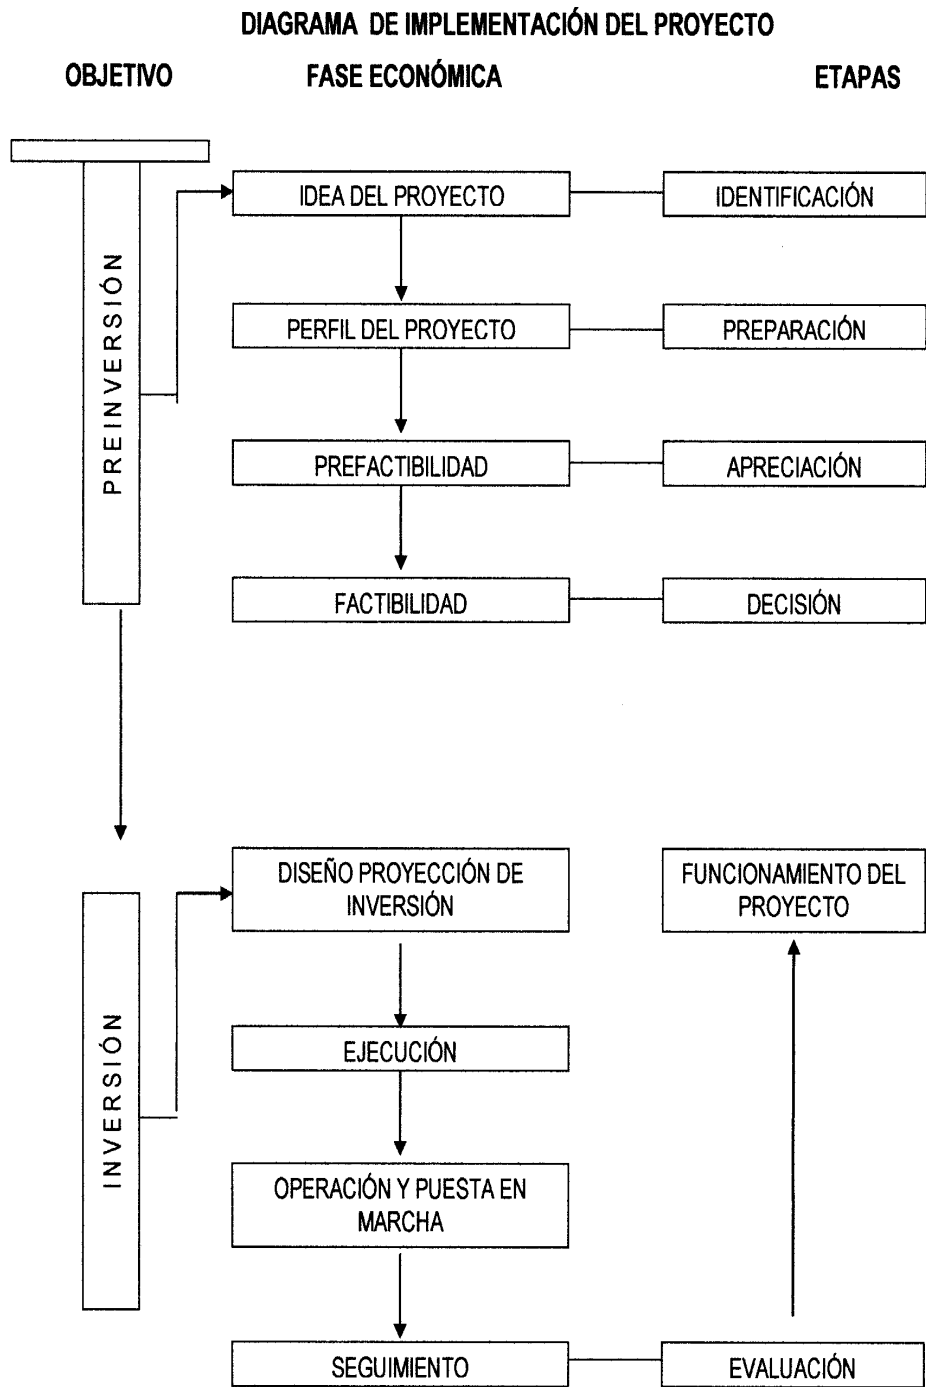 DIAGRAMA DE IMPLEMENTACIÓN DEL PROYECTO
OBJETIVO
FASE ECONÓMICA
ETAPAS
PREINVERSIÓN
IDEA DEL PROYECTO
IDENTIFICACIÓN
PERFIL DEL PROYECTO
PREPARACIÓN
PREFACTIBILIDAD
APRECIACIÓN
FACTIBILIDAD
DECISIÓN
INVERSIÓN
DISEÑO PROYECCIÓN DE
INVERSIÓN
FUNCIONAMIENTO DEL
PROYECTO
EJECUCIÓN
OPERACIÓN Y PUESTA EN
MARCHA
SEGUIMIENTO
EVALUACIÓN